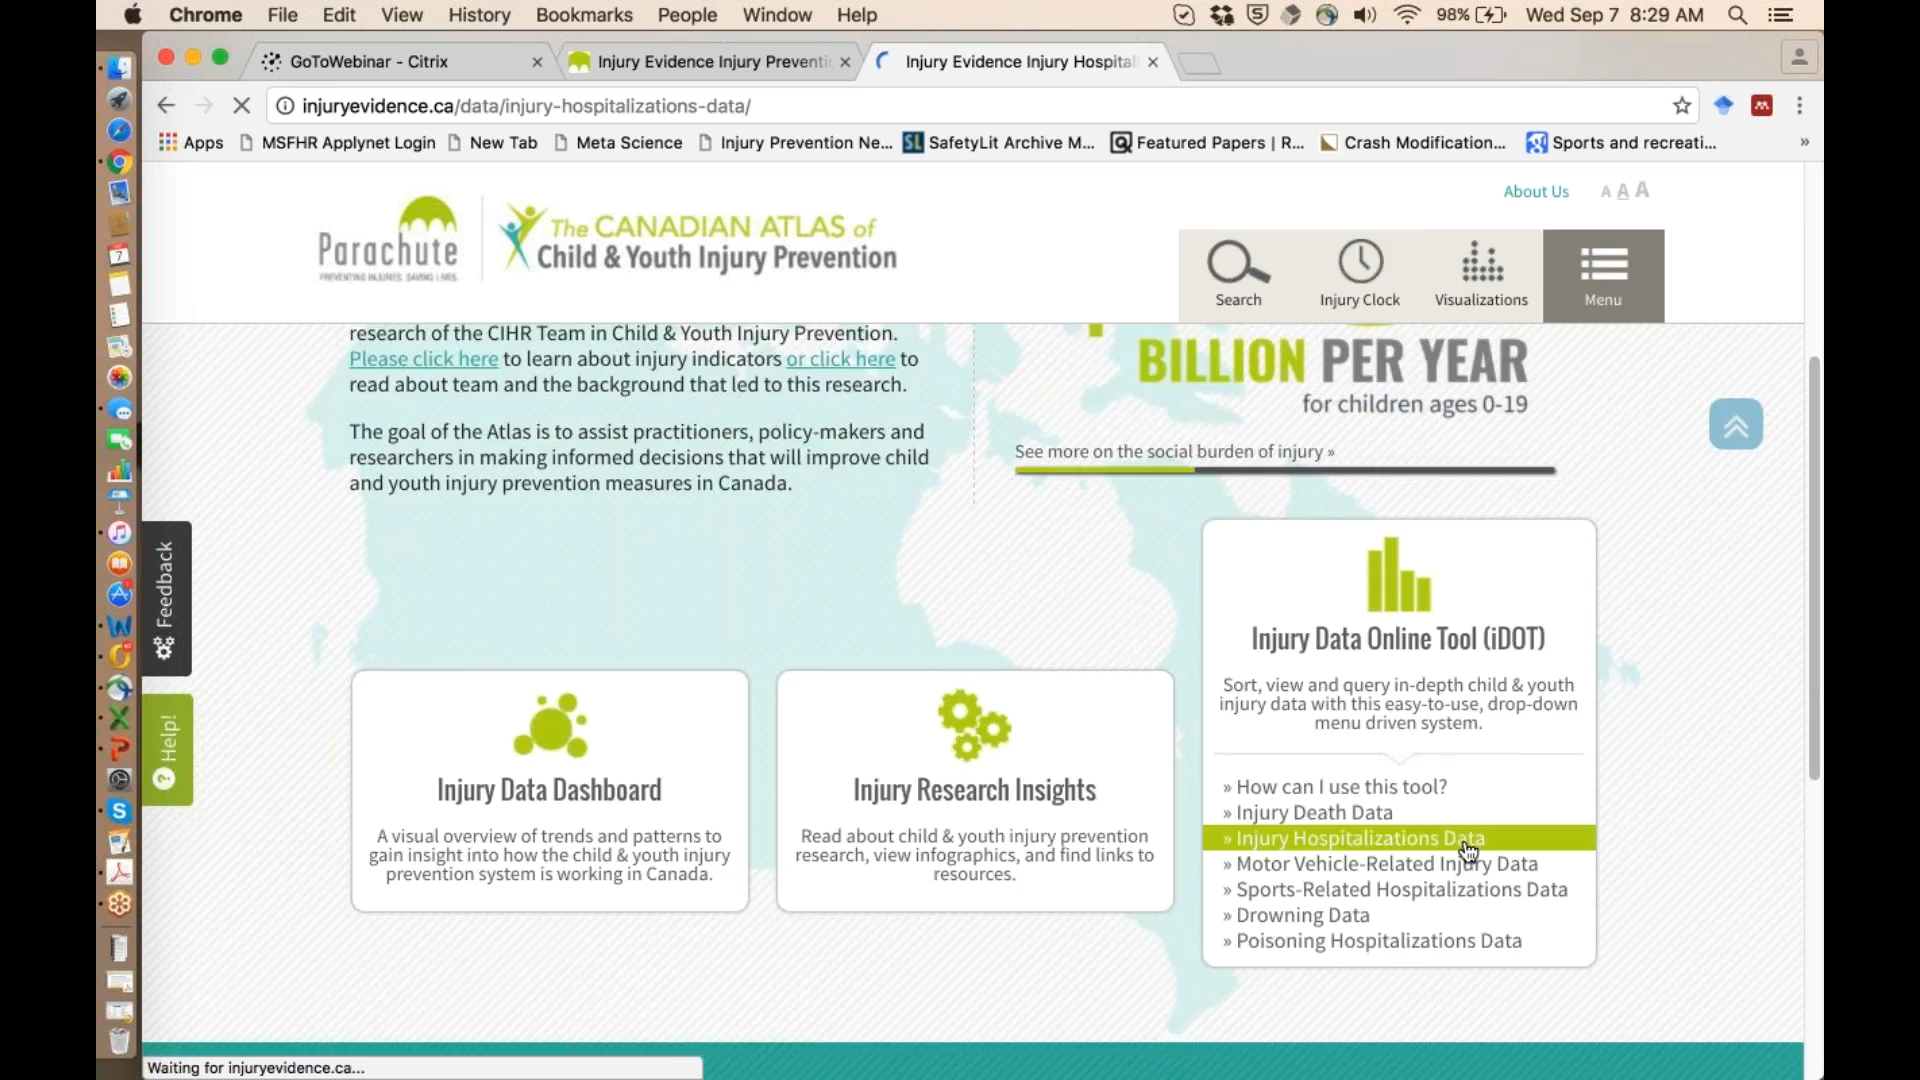 Chrome File Edit View History Bookmarks People Window Help
98% Wed Sep 7 8:29 AM
GoToWebinar - Citrix
Injury Evidence Injury Preventi
Injury Evidence Injury Hospital
injuryevidence.ca/data/injury-hospitalizations-data/
Apps MSFHR Applynet Login New Tab Meta Science Injury Prevention Ne... SafetyLit Archive M... Featured Papers | R... Crash Modification... Sports and recreati... »
About Us A A A
Parachute
PREVENTING INJURIES. SAVING LIVES.
The CANADIAN ATLAS of
Child & Youth Injury Prevention
Search Injury Clock Visualizations Menu
research of the CIHR Team in Child & Youth Injury Prevention.
Please click here to learn about injury indicators or click here to
read about team and the background that led to this research.
The goal of the Atlas is to assist practitioners, policy-makers and
researchers in making informed decisions that will improve child
and youth injury prevention measures in Canada.
BILLION PER YEAR
for children ages 0-19
See more on the social burden of injury »
Feedback
Help!
Injury Data Dashboard
A visual overview of trends and patterns to
gain insight into how the child & youth injury
prevention system is working in Canada.
Injury Research Insights
Read about child & youth injury prevention
research, view infographics, and find links to
resources.
Injury Data Online Tool (iDOT)
Sort, view and query in-depth child & youth
injury data with this easy-to-use, drop-down
menu driven system.
» How can I use this tool?
» Injury Death Data
» Injury Hospitalizations Data
» Motor Vehicle-Related Injury Data
» Sports-Related Hospitalizations Data
» Drowning Data
» Poisoning Hospitalizations Data
Waiting for injuryevidence.ca...